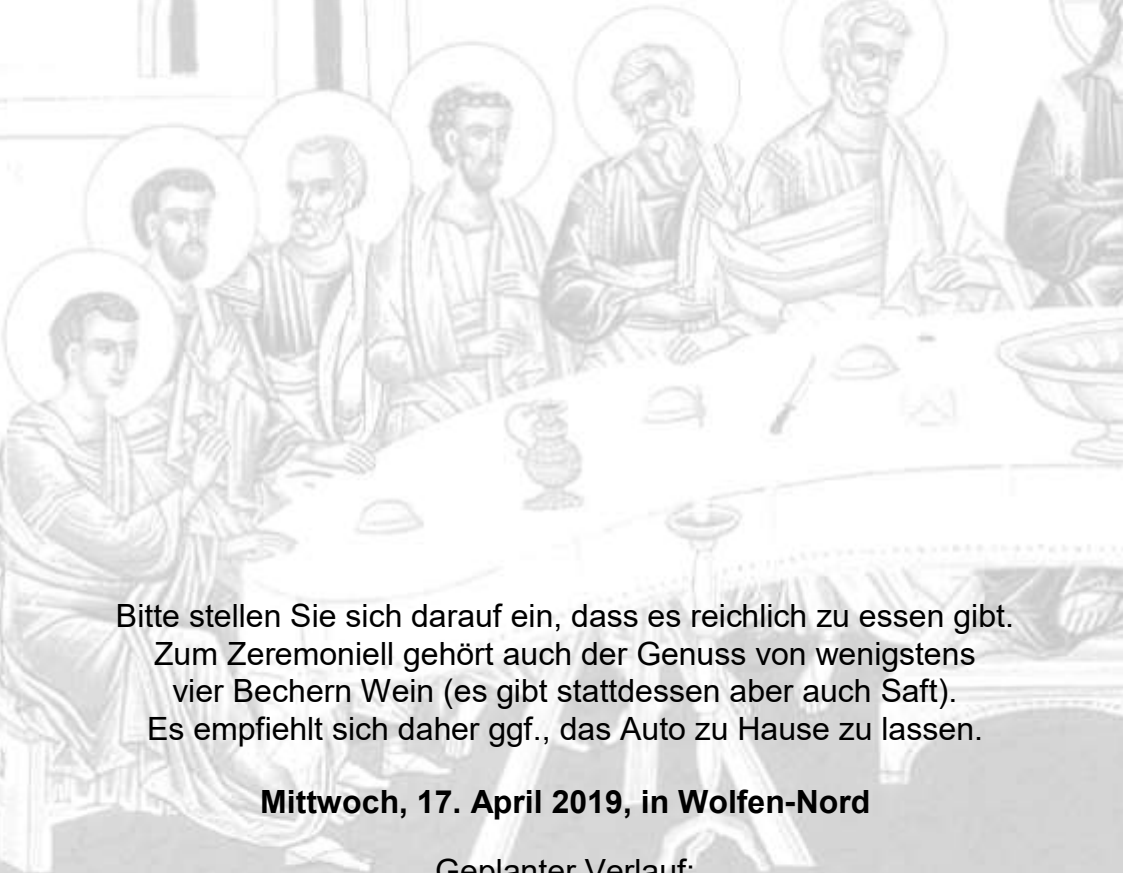 Bitte stellen Sie sich darauf ein, dass es reichlich zu essen gibt.
Zum Zeremoniell gehört auch der Genuss von wenigstens
vier Bechern Wein (es gibt stattdessen aber auch Saft).
Es empfiehlt sich daher ggf., das Auto zu Hause zu lassen.
Mittwoch, 17. April 2019, in Wolfen-Nord
Geplanter Verlauf: